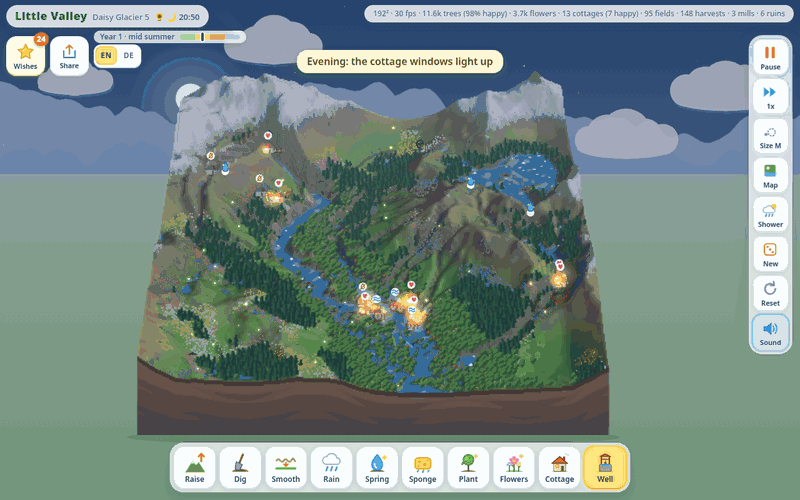 Little Valley Daisy Glacier 5 20:50
192² · 30 fps · 11.6k trees (98% happy) · 3.7k flowers · 13 cottages (7 happy) · 95 fields · 148 harvests · 3 mills · 6 ruins
Year 1 · mid summer
24
Wishes
Share
EN DE
Evening: the cottage windows light up
Pause
1x
Size M
Map
Shower
New
Reset
Sound
Raise Dig Smooth Rain Spring Sponge Plant Flowers Cottage Well